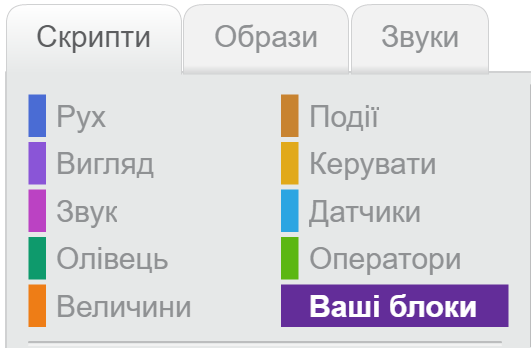 Скрипти Образи Звуки
Рух Події
Вигляд Керувати
Звук Датчики
Олівець Оператори
Величини Ваші блоки